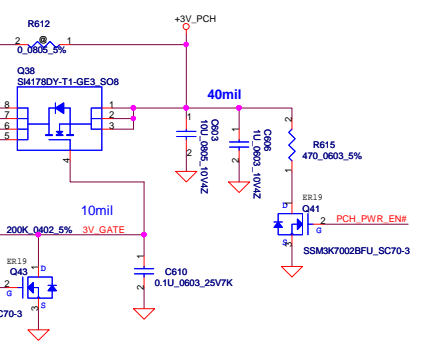 +3V_PCH
R612
2
@
1
0_0805_5%
Q38
SI4178DY-T1-GE3_SO8
8
7
6
5
1
2
3
4
40mil
1
2
C603
10U_0805_10V4Z
1
2
C606
1U_0603_10V4Z
2
R615
470_0603_5%
1
10mil
200K_0402_5%
3V_GATE
ER19
Q43
D
2
G
S
3
C70-3
1
2
C610
0.1U_0603_25V7K
ER19
D
Q41
2
G
S
3
PCH_PWR_EN#
SSM3K7002BFU_SC70-3